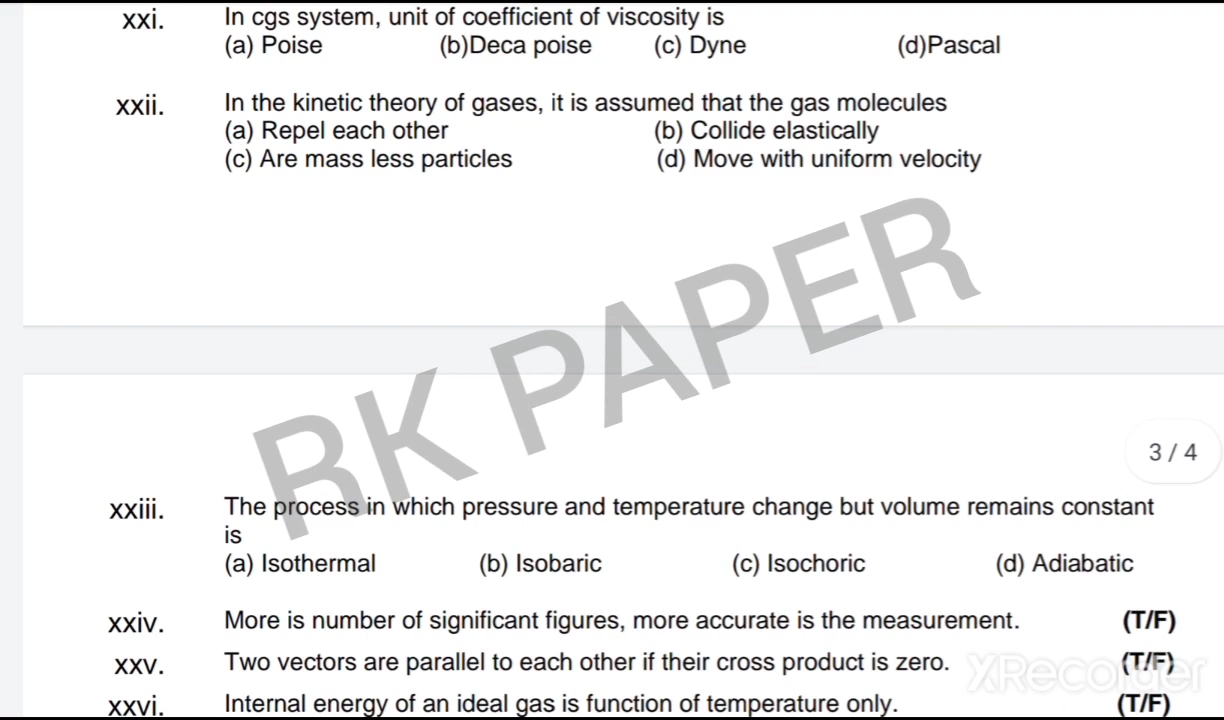 xxi. In cgs system, unit of coefficient of viscosity is
(a) Poise (b)Deca poise (c) Dyne (d)Pascal
xxii. In the kinetic theory of gases, it is assumed that the gas molecules
(a) Repel each other (b) Collide elastically
(c) Are mass less particles (d) Move with uniform velocity
RK PAPER
3 / 4
xxiii. The process in which pressure and temperature change but volume remains constant
is
(a) Isothermal (b) Isobaric (c) Isochoric (d) Adiabatic
xxiv. More is number of significant figures, more accurate is the measurement. (T/F)
xxv. Two vectors are parallel to each other if their cross product is zero. (T/F)
XRecorder
xxvi. Internal energy of an ideal gas is function of temperature only. (T/F)